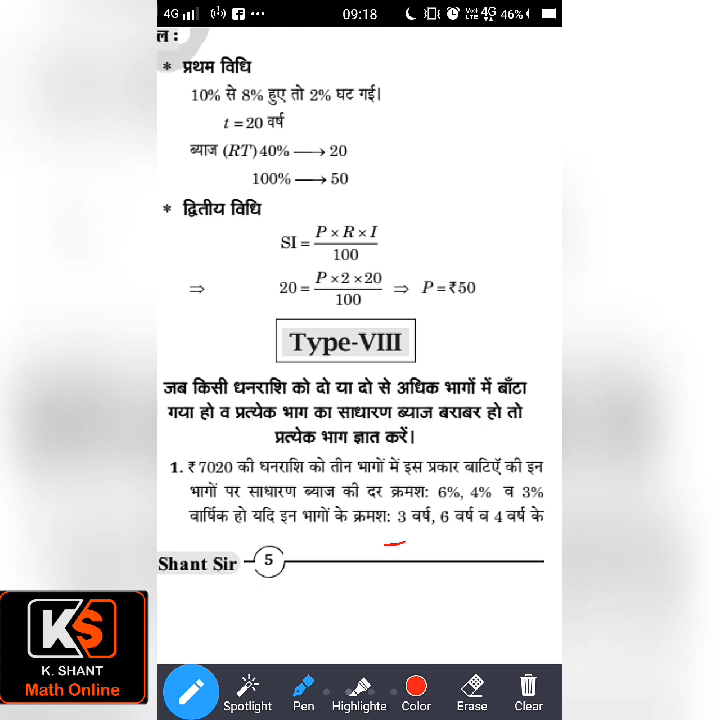 4G 09:18 4G 46%
ल :
* प्रथम विधि
10% से 8% हुए तो 2% घट गई।
t = 20 वर्ष
ब्याज (RT) 40% ⟶ 20
100% ⟶ 50
* द्वितीय विधि
SI = P × R × I / 100
⇒ 20 = P × 2 × 20 / 100 ⇒ P = ₹50
Type-VIII
जब किसी धनराशि को दो या दो से अधिक भागों में बाँटा
गया हो व प्रत्येक भाग का साधारण ब्याज बराबर हो तो
प्रत्येक भाग ज्ञात करें।
1. ₹ 7020 की धनराशि को तीन भागों में इस प्रकार बाटिऍ की इन
भागों पर साधारण ब्याज की दर क्रमश: 6%, 4% व 3%
वार्षिक हो यदि इन भागों के क्रमश: 3 वर्ष, 6 वर्ष व 4 वर्ष के
Shant Sir 5
KS
K. SHANT
Math Online
Spotlight Pen Highlighte Color Erase Clear